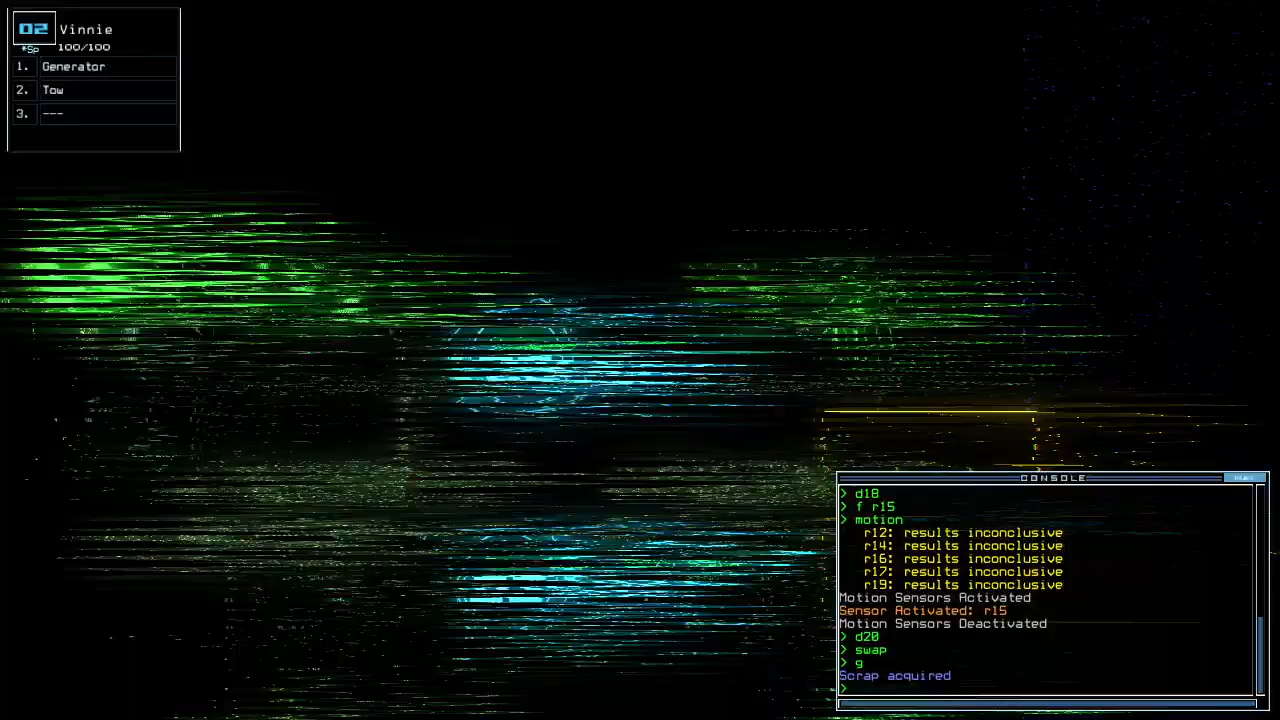 02 Vinnie
*Sp 100/100
1. Generator
2. Tow
3. ---
CONSOLE
> d18
> f r15
> motion
r12: results inconclusive
r14: results inconclusive
r16: results inconclusive
r17: results inconclusive
r19: results inconclusive
Motion Sensors Activated
Sensor Activated: r15
Motion Sensors Deactivated
> d20
> swap
> g
Scrap acquired
>